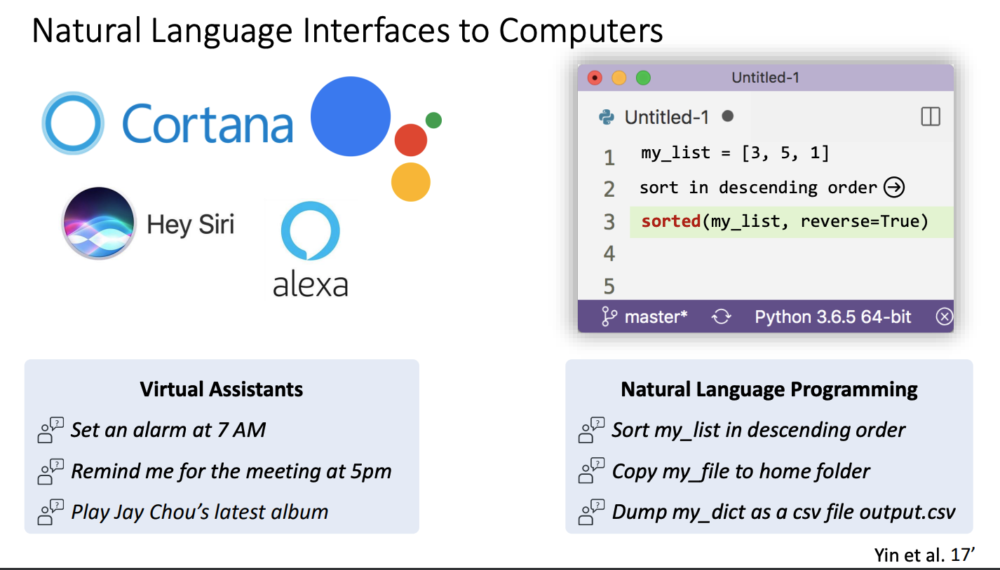 Natural Language Interfaces to Computers
Cortana
Hey Siri
alexa
Untitled-1
Untitled-1
1 my_list = [3, 5, 1]
2 sort in descending order
3 sorted(my_list, reverse=True)
4
5
master* Python 3.6.5 64-bit
Virtual Assistants
Set an alarm at 7 AM
Remind me for the meeting at 5pm
Play Jay Chou’s latest album
Natural Language Programming
Sort my_list in descending order
Copy my_file to home folder
Dump my_dict as a csv file output.csv
Yin et al. 17’